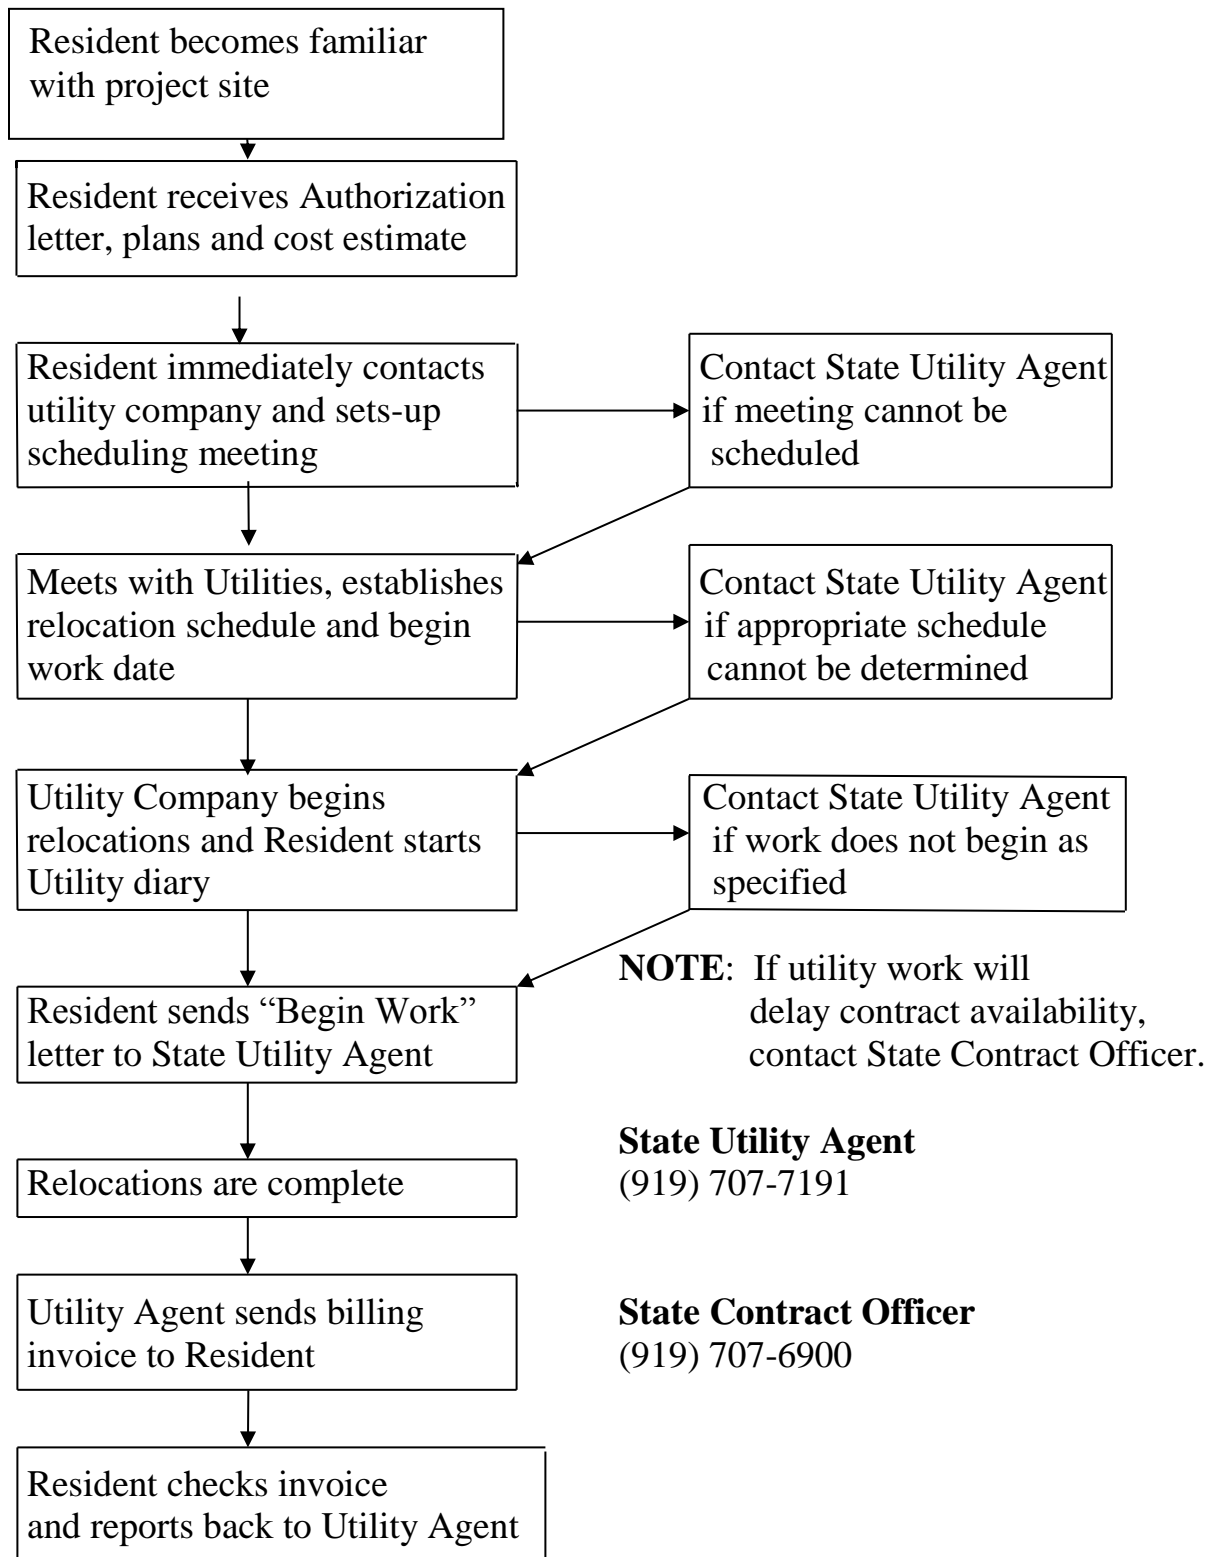 Resident becomes familiar
with project site
Resident receives Authorization
letter, plans and cost estimate
Resident immediately contacts
utility company and sets-up
scheduling meeting
Contact State Utility Agent
if meeting cannot be
scheduled
Meets with Utilities, establishes
relocation schedule and begin
work date
Contact State Utility Agent
if appropriate schedule
cannot be determined
Utility Company begins
relocations and Resident starts
Utility diary
Contact State Utility Agent
if work does not begin as
specified
NOTE:  If utility work will
delay contract availability,
contact State Contract Officer.
Resident sends “Begin Work”
letter to State Utility Agent
State Utility Agent
(919) 707-7191
Relocations are complete
Utility Agent sends billing
invoice to Resident
State Contract Officer
(919) 707-6900
Resident checks invoice
and reports back to Utility Agent